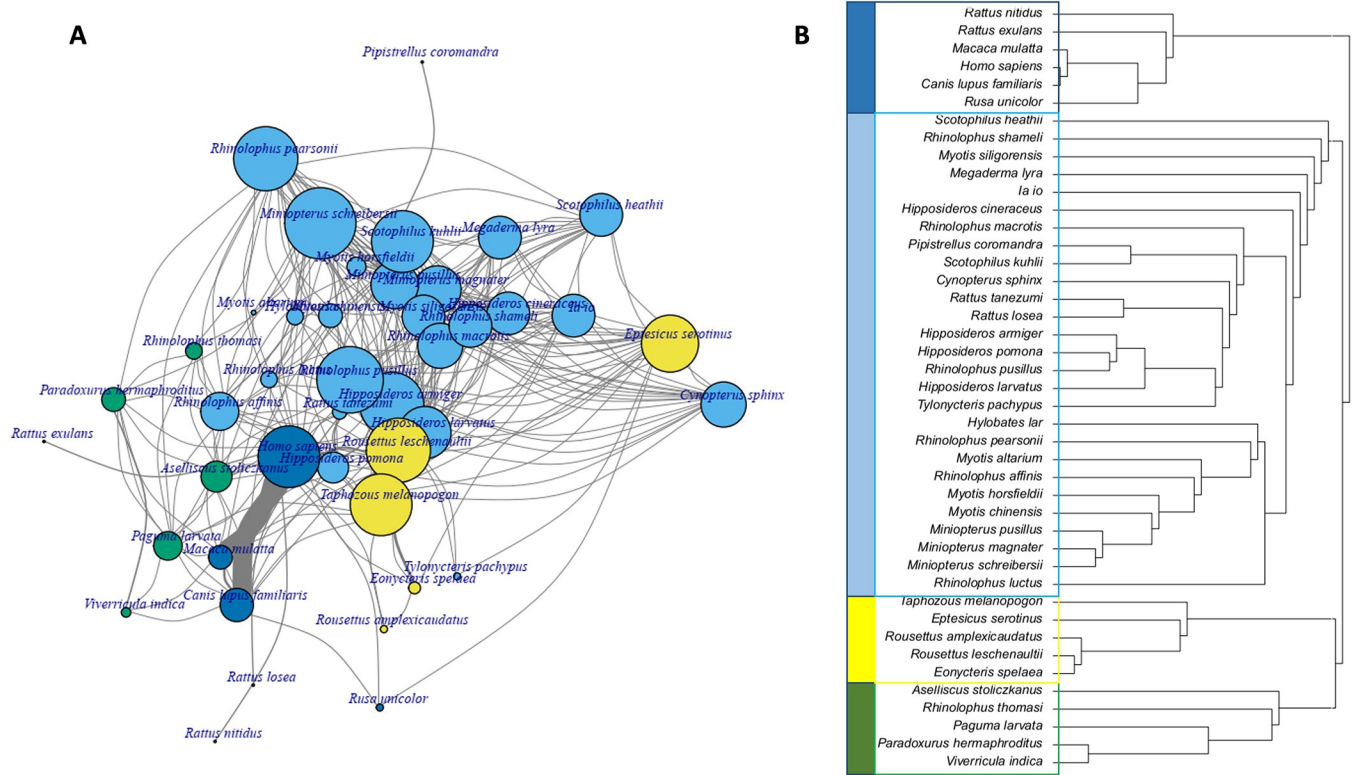 A
Pipistrellus coromandra
Rhinolophus pearsonii
Miniopterus schreibersii
Scotophilus kuhlii
Megaderma lyra
Scotophilus heathii
Myotis horsfieldii
Miniopterus pusillus
Miniopterus magnater
Myotis altarium
Hipposideros cineraceus
Ia io
Rhinolophus shameli
Rhinolophus macrotis
Eptesicus serotinus
Rhinolophus thomasi
Rhinolophus pusillus
Paradoxurus hermaphroditus
Rhinolophus affinis
Hipposideros armiger
Cynopterus sphinx
Rattus tanezumi
Hipposideros larvatus
Rattus exulans
Rousettus leschenaultii
Homo sapiens
Hipposideros pomona
Aselliscus stoliczkanus
Taphozous melanopogon
Paguma larvata
Macaca mulatta
Tylonycteris pachypus
Eonycteris spelaea
Canis lupus familiaris
Viverricula indica
Rousettus amplexicaudatus
Rattus losea
Rusa unicolor
Rattus nitidus
B
Rattus nitidus
Rattus exulans
Macaca mulatta
Homo sapiens
Canis lupus familiaris
Rusa unicolor
Scotophilus heathii
Rhinolophus shameli
Myotis siligorensis
Megaderma lyra
Ia io
Hipposideros cineraceus
Rhinolophus macrotis
Pipistrellus coromandra
Scotophilus kuhlii
Cynopterus sphinx
Rattus tanezumi
Rattus losea
Hipposideros armiger
Hipposideros pomona
Rhinolophus pusillus
Hipposideros larvatus
Tylonycteris pachypus
Hylobates lar
Rhinolophus pearsonii
Myotis altarium
Rhinolophus affinis
Myotis horsfieldii
Myotis chinensis
Miniopterus pusillus
Miniopterus magnater
Miniopterus schreibersii
Rhinolophus luctus
Taphozous melanopogon
Eptesicus serotinus
Rousettus amplexicaudatus
Rousettus leschenaultii
Eonycteris spelaea
Aselliscus stoliczkanus
Rhinolophus thomasi
Paguma larvata
Paradoxurus hermaphroditus
Viverricula indica